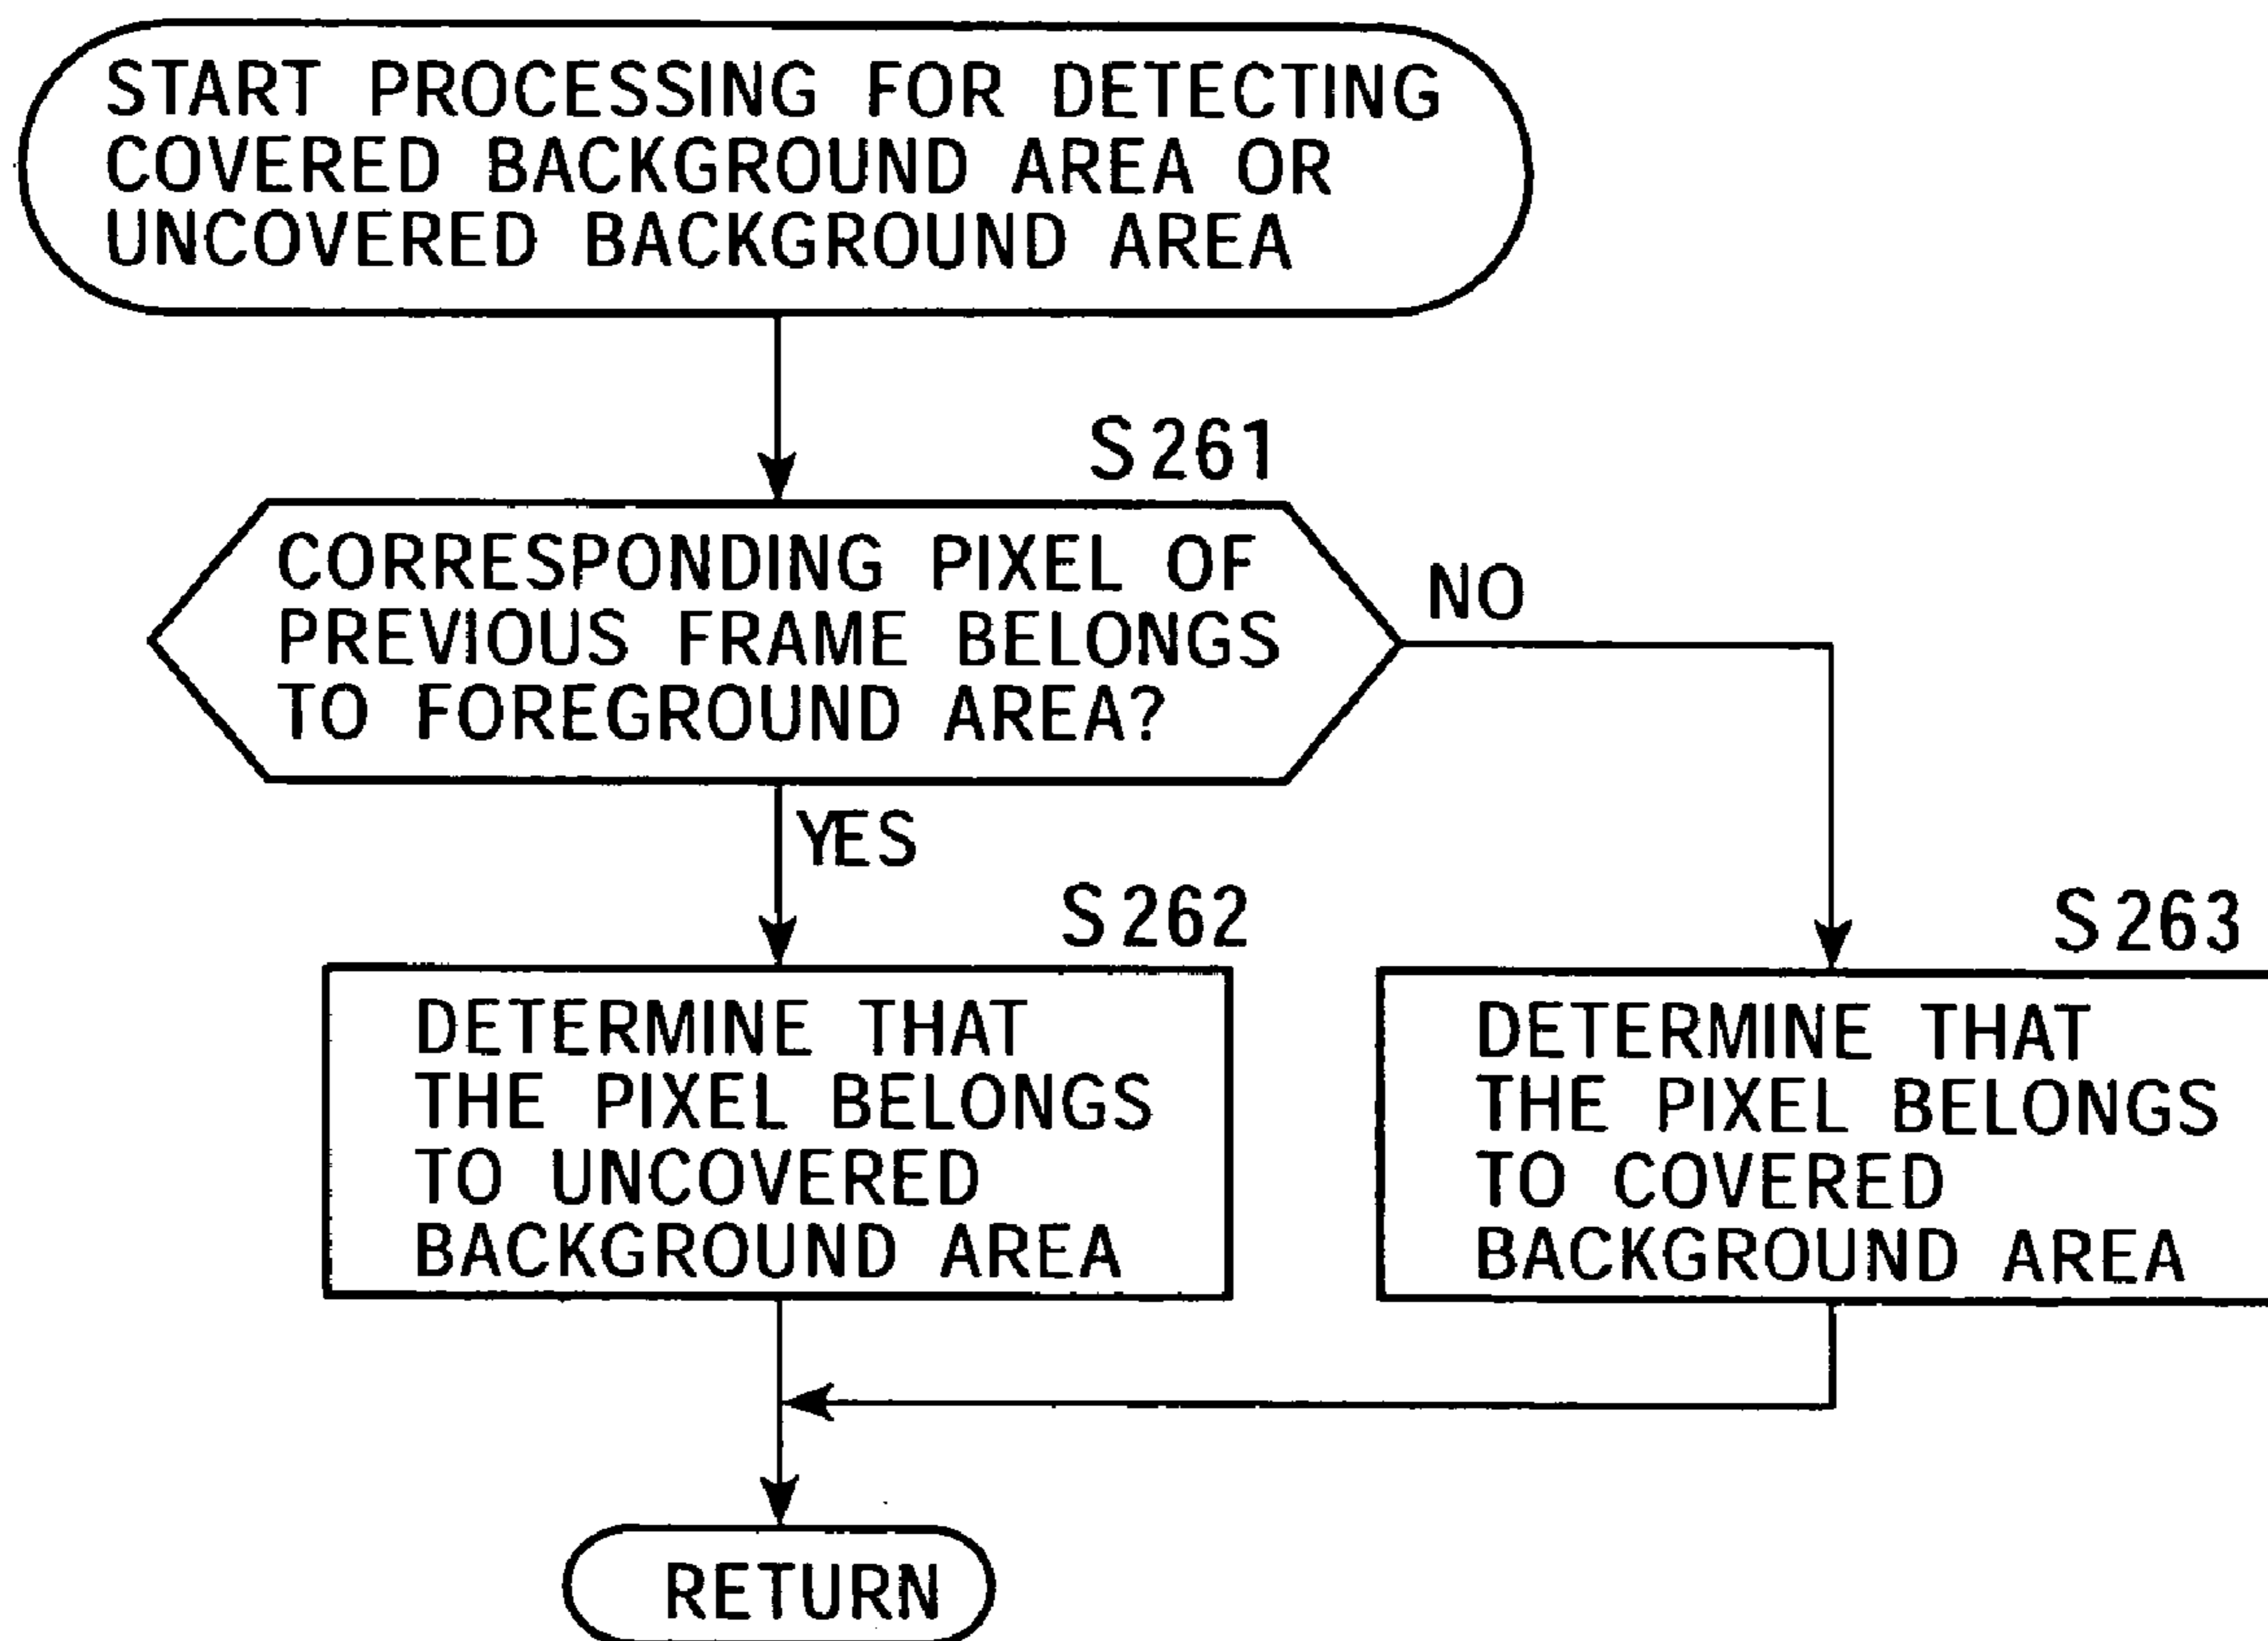 START PROCESSING FOR DETECTING
COVERED BACKGROUND AREA OR
UNCOVERED BACKGROUND AREA
S261
CORRESPONDING PIXEL OF
PREVIOUS FRAME BELONGS
TO FOREGROUND AREA?
NO
YES
S262
DETERMINE THAT
THE PIXEL BELONGS
TO UNCOVERED
BACKGROUND AREA
S263
DETERMINE THAT
THE PIXEL BELONGS
TO COVERED
BACKGROUND AREA
RETURN